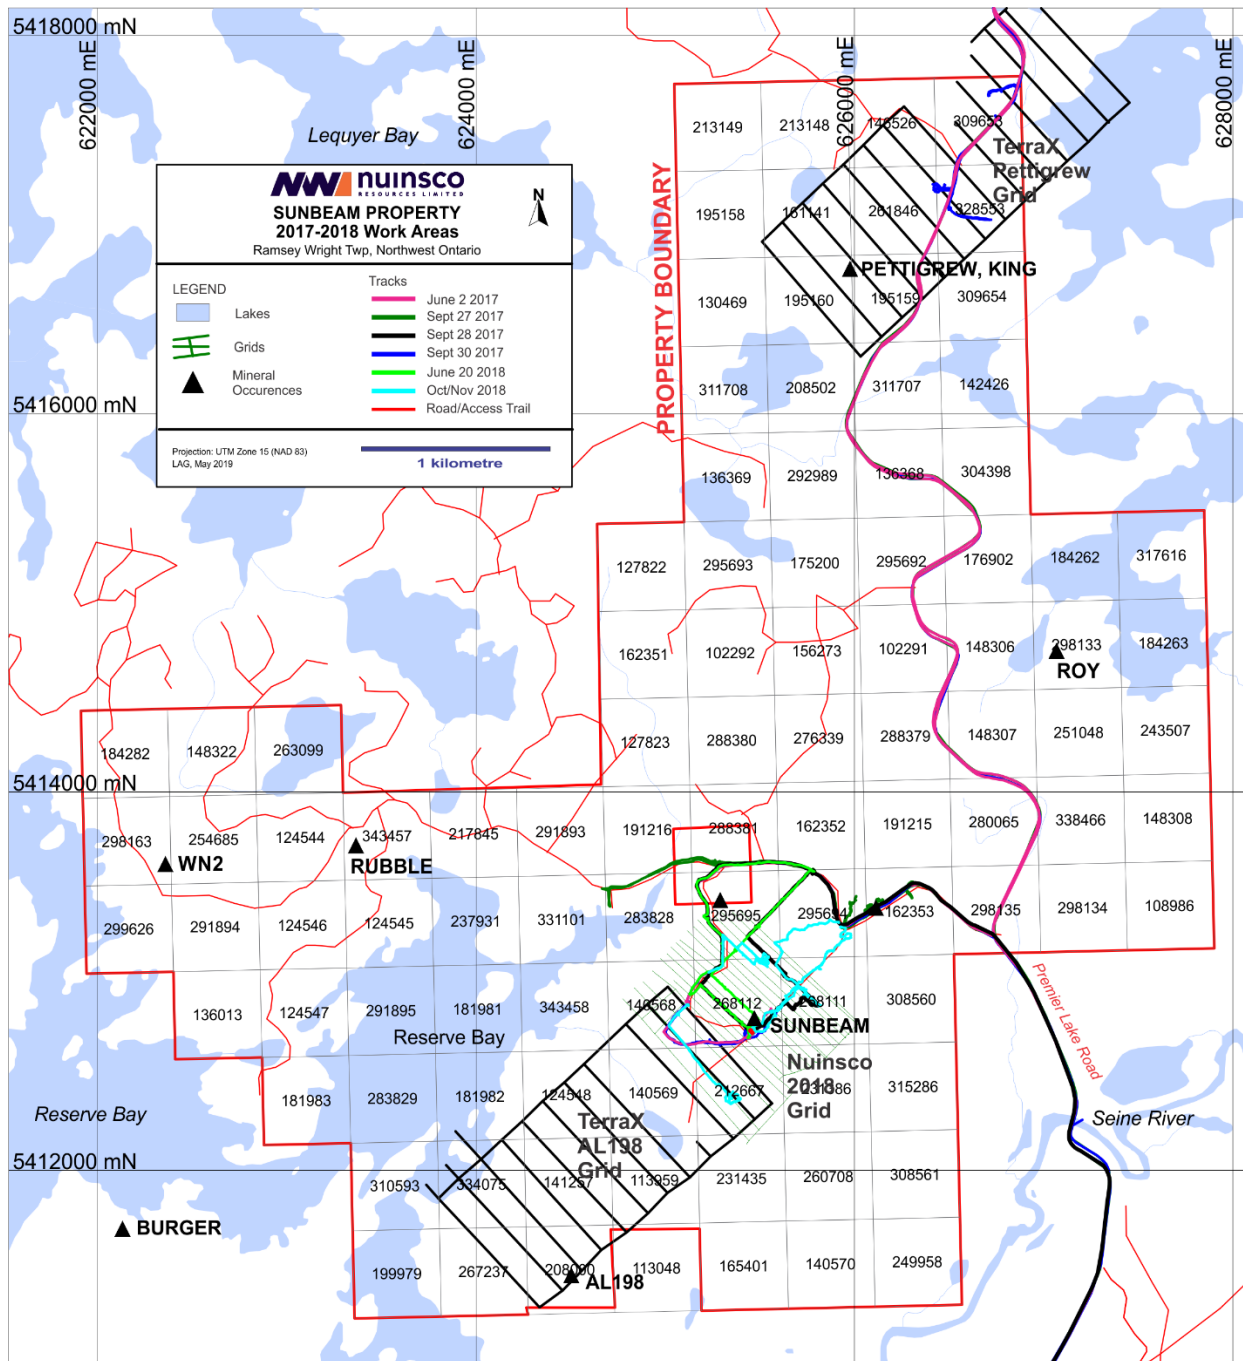 5418000 mN
622000 mE
624000 mE
626000 mE
628000 mE
Lequyer Bay
nuinsco
RESOURCES LIMITED
SUNBEAM PROPERTY
2017-2018 Work Areas
Ramsey Wright Twp, Northwest Ontario
N
LEGEND
Lakes
Grids
Mineral
Occurences
Tracks
June 2 2017
Sept 27 2017
Sept 28 2017
Sept 30 2017
June 20 2018
Oct/Nov 2018
Road/Access Trail
Projection: UTM Zone 15 (NAD 83)
LAG, May 2019
1 kilometre
PROPERTY BOUNDARY
213149
213148
146526
309653
TerraX
Pettigrew
Grid
195158
161141
261846
328553
PETTIGREW, KING
130469
195160
195159
309654
5416000 mN
311708
208502
311707
142426
136369
292989
136368
304398
127822
295693
175200
295692
176902
184262
317616
162351
102292
156273
102291
148306
298133
184263
ROY
184282
148322
263099
127823
288380
276339
288379
148307
251048
243507
5414000 mN
298163
254685
124544
343457
217845
291893
191216
288381
162352
191215
280065
338466
148308
WN2
RUBBLE
299626
291894
124546
124545
237931
331101
283828
295695
295694
162353
298135
298134
108986
136013
124547
291895
181981
343458
146568
268112
268111
308560
Reserve Bay
SUNBEAM
Premier Lake Road
Nuinsco
2018
Grid
181983
283829
181982
124548
140569
212667
231386
315286
Reserve Bay
TerraX
AL198
Grid
Seine River
5412000 mN
310593
334075
141257
113959
231435
260708
308561
BURGER
199979
267237
208000
113048
165401
140570
249958
AL198